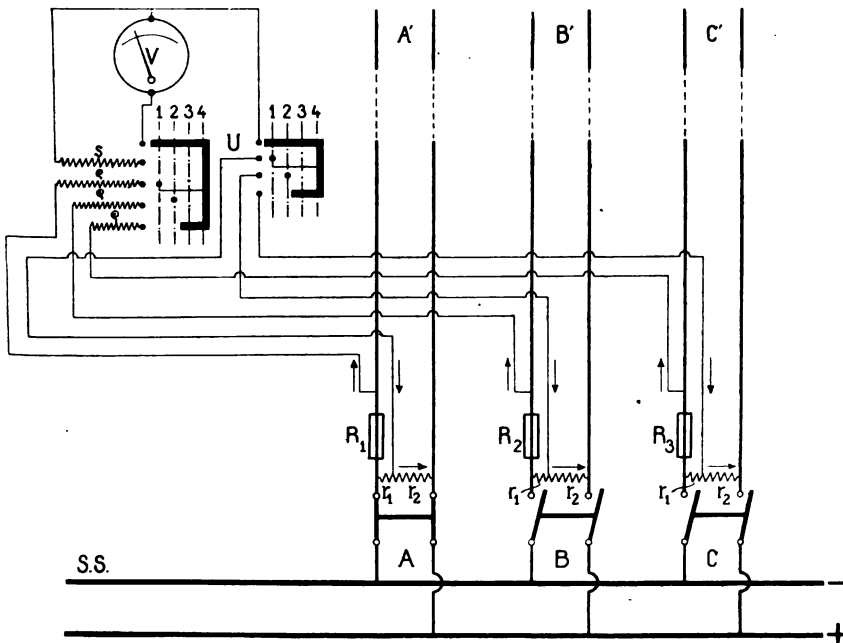 A' B' C'
V
1 2 3 4 U 1 2 3 4
S
R₁ R₂ R₃
r₁ r₂ r₁ r₂ r₁ r₂
S.S. A B C −
+